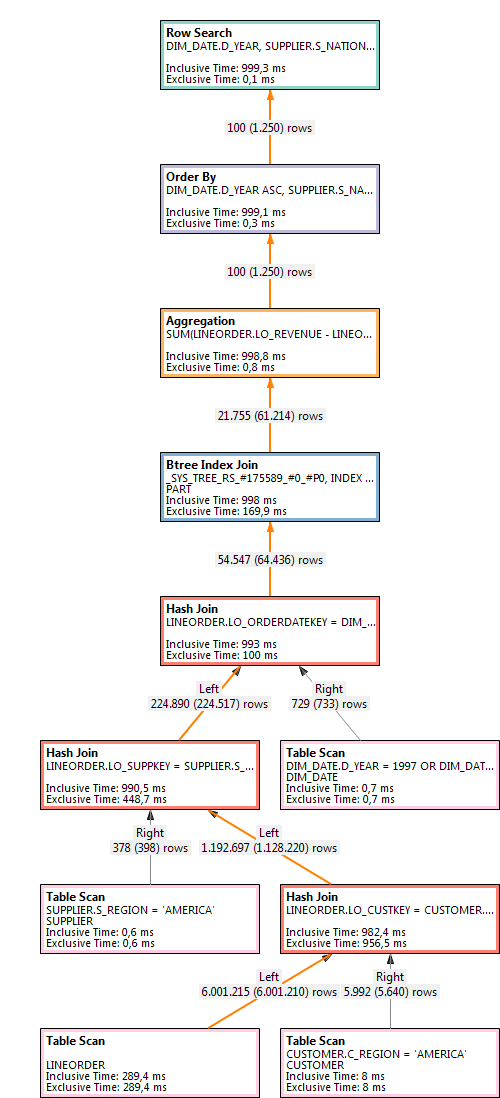 Row Search
DIM_DATE.D_YEAR, SUPPLIER.S_NATION...
Inclusive Time: 999,3 ms
Exclusive Time: 0,1 ms
100 (1.250) rows
Order By
DIM_DATE.D_YEAR ASC, SUPPLIER.S_NA...
Inclusive Time: 999,1 ms
Exclusive Time: 0,3 ms
100 (1.250) rows
Aggregation
SUM(LINEORDER.LO_REVENUE - LINEO...
Inclusive Time: 998,8 ms
Exclusive Time: 0,8 ms
21.755 (61.214) rows
Btree Index Join
_SYS_TREE_RS_#175589_#0_#P0, INDEX ...
PART
Inclusive Time: 998 ms
Exclusive Time: 169,9 ms
54.547 (64.436) rows
Hash Join
LINEORDER.LO_ORDERDATEKEY = DIM_...
Inclusive Time: 993 ms
Exclusive Time: 100 ms
Left
224.890 (224.517) rows
Right
729 (733) rows
Hash Join
LINEORDER.LO_SUPPKEY = SUPPLIER.S_...
Inclusive Time: 990,5 ms
Exclusive Time: 448,7 ms
Table Scan
DIM_DATE.D_YEAR = 1997 OR DIM_DAT...
DIM_DATE
Inclusive Time: 0,7 ms
Exclusive Time: 0,7 ms
Right
378 (398) rows
Left
1.192.697 (1.128.220) rows
Table Scan
SUPPLIER.S_REGION = 'AMERICA'
SUPPLIER
Inclusive Time: 0,6 ms
Exclusive Time: 0,6 ms
Hash Join
LINEORDER.LO_CUSTKEY = CUSTOMER....
Inclusive Time: 982,4 ms
Exclusive Time: 956,5 ms
Left
6.001.215 (6.001.210) rows
Right
5.992 (5.640) rows
Table Scan
LINEORDER
Inclusive Time: 289,4 ms
Exclusive Time: 289,4 ms
Table Scan
CUSTOMER.C_REGION = 'AMERICA'
CUSTOMER
Inclusive Time: 8 ms
Exclusive Time: 8 ms